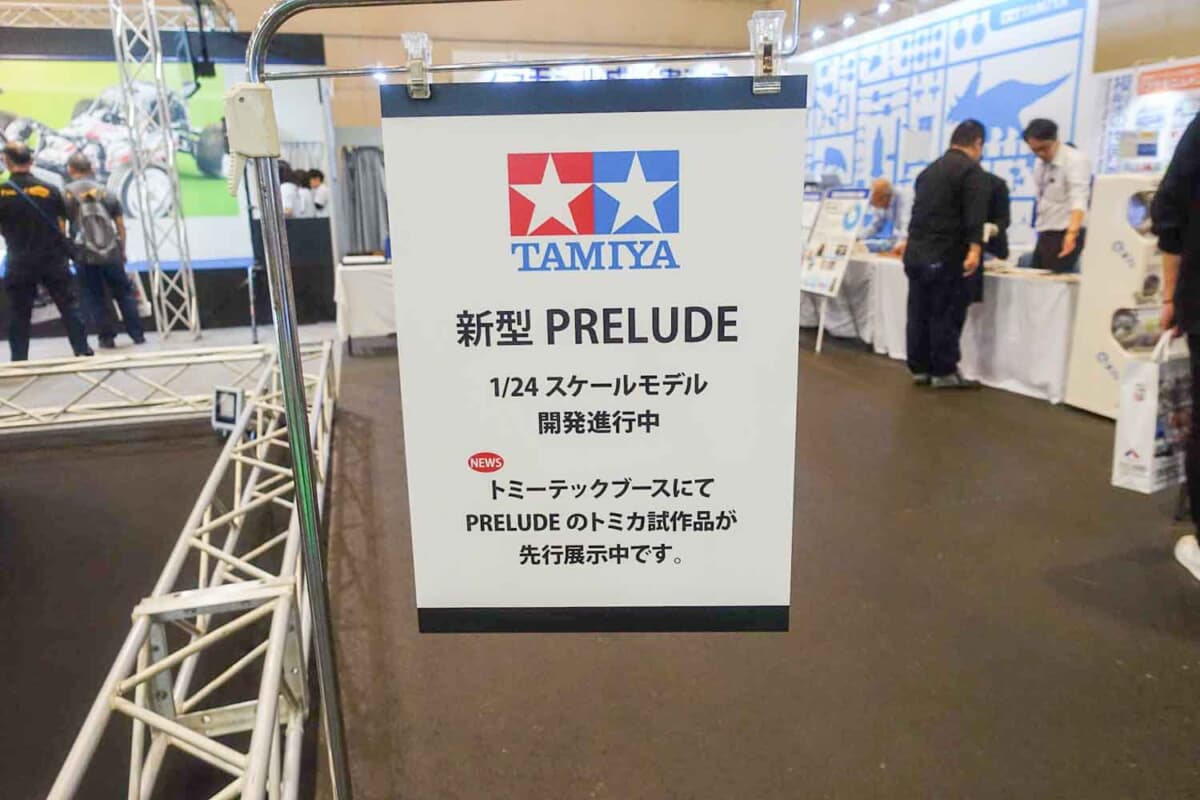 TAMIYA
新型 PRELUDE
1/24 スケールモデル
開発進行中
NEWS
トミーテックブースにて
PRELUDE のトミカ試作品が
先行展示中です。
TAMIYA